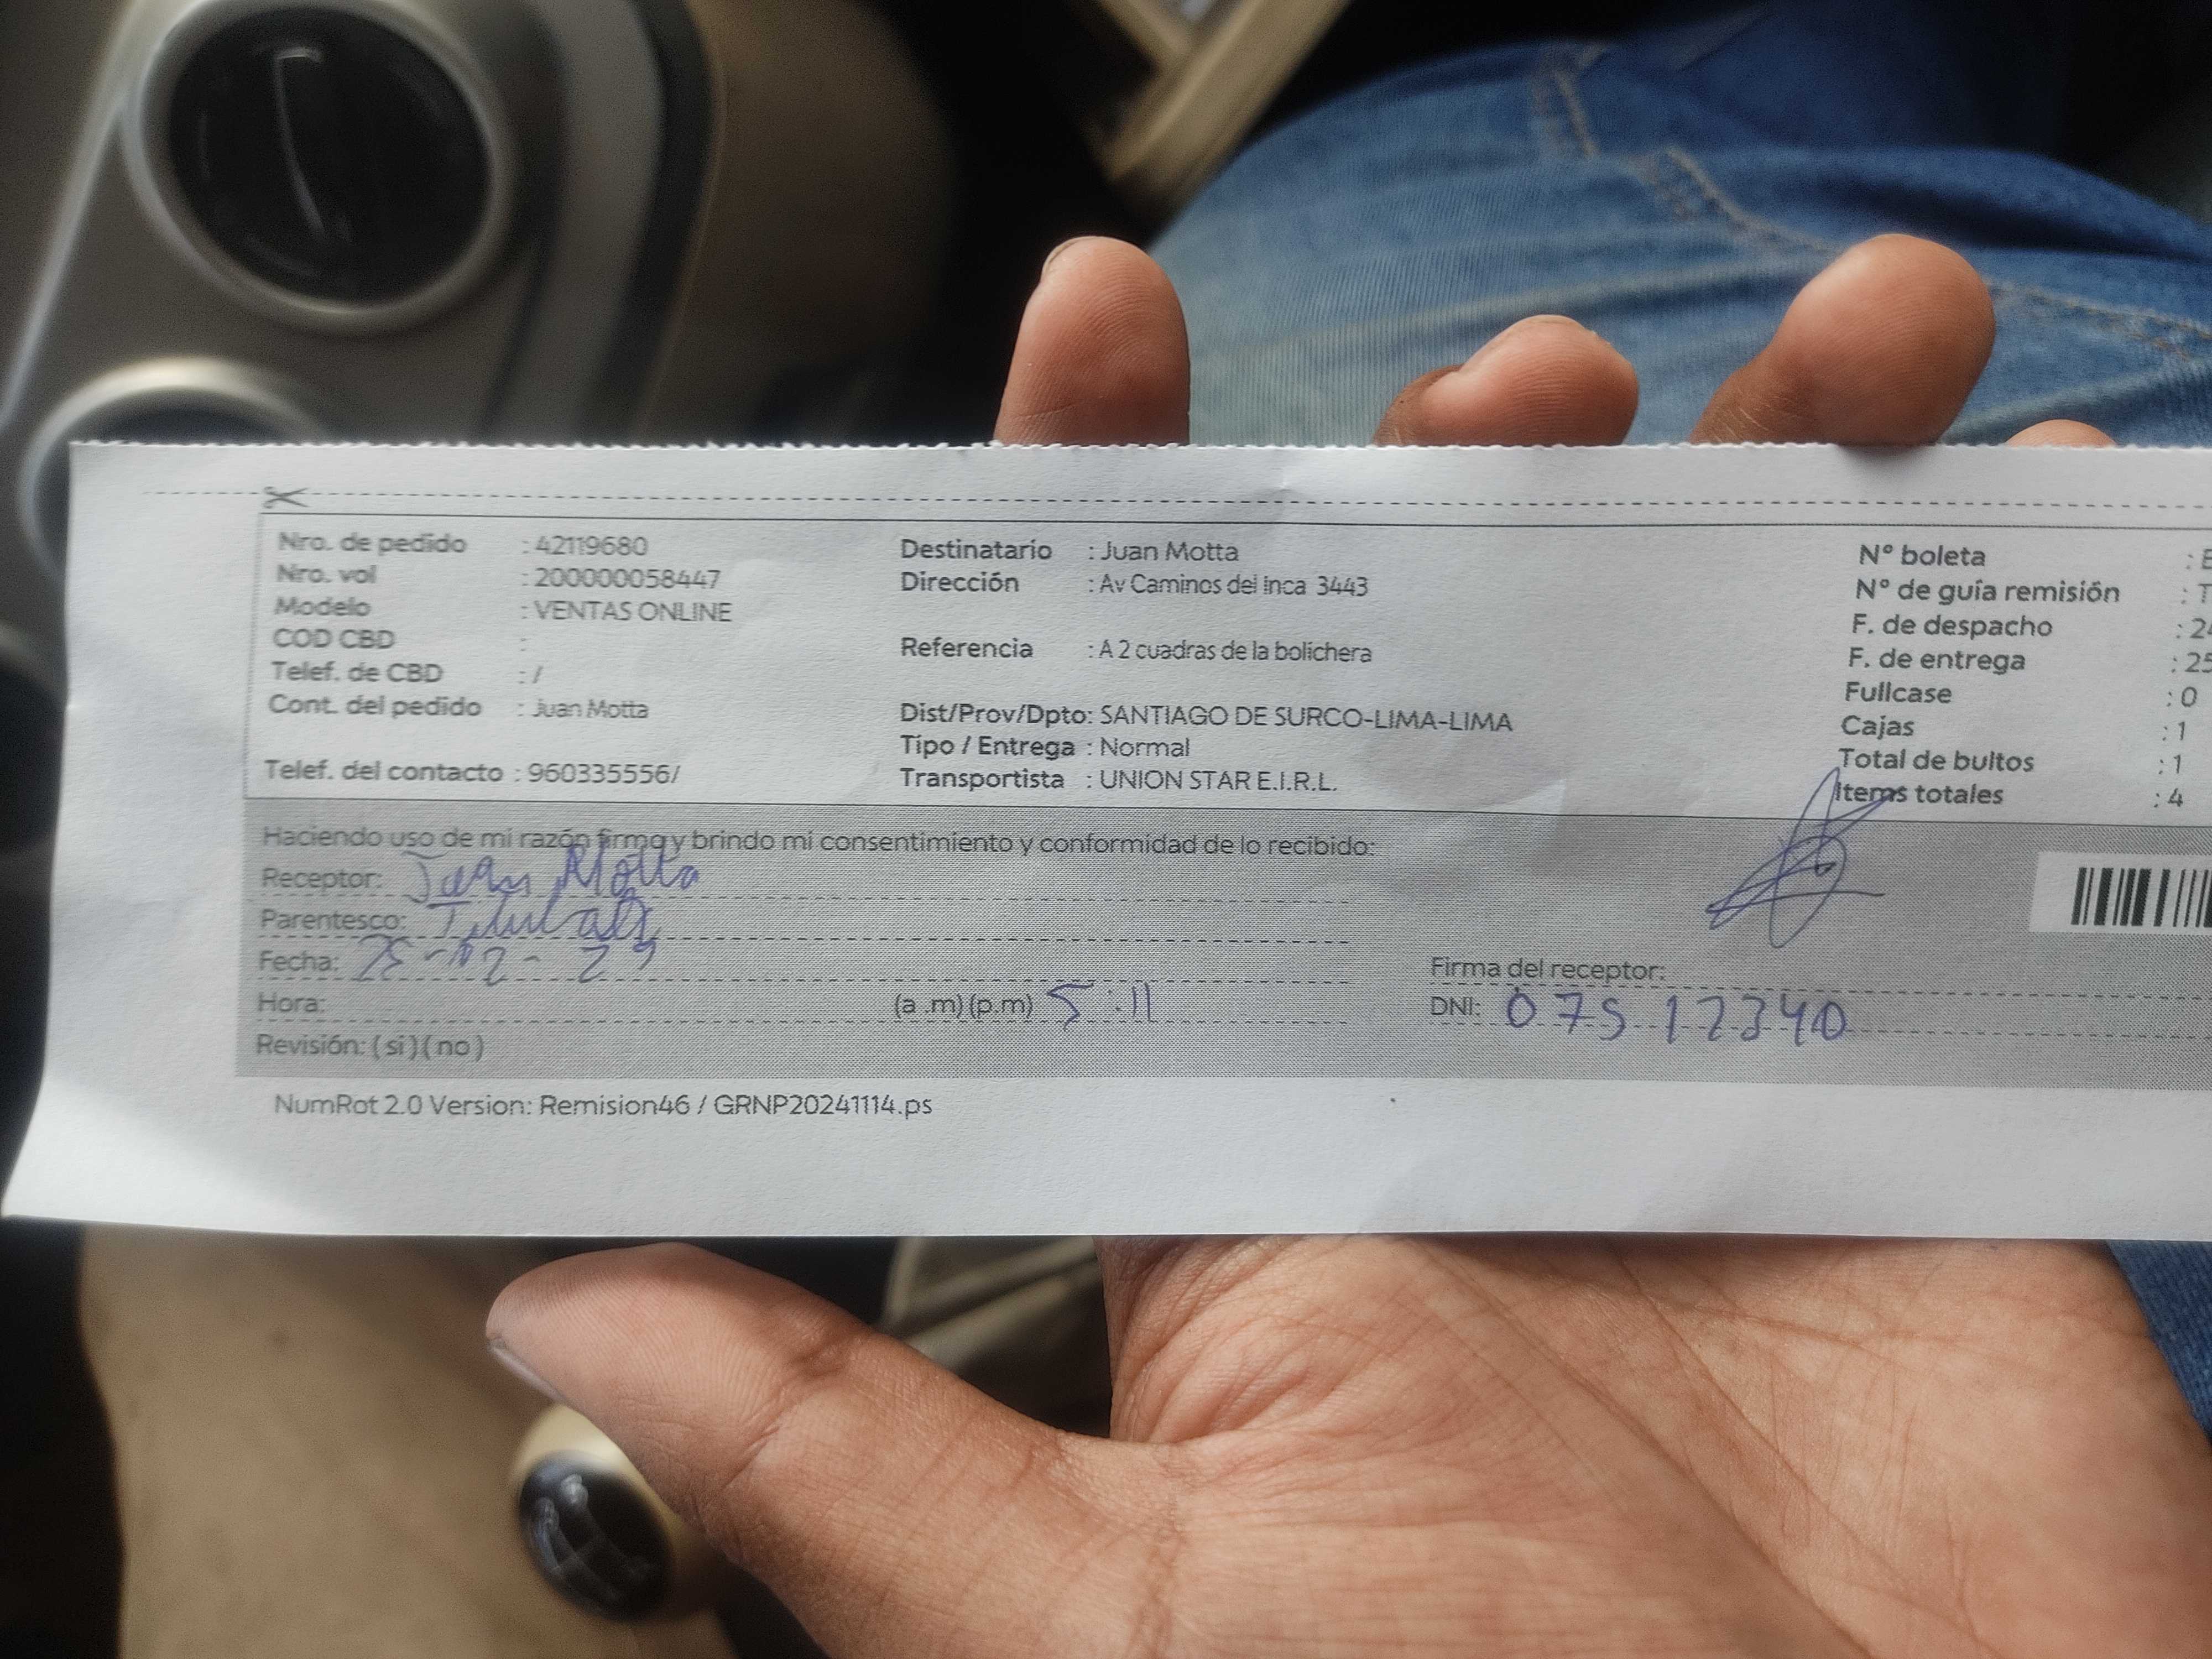 Nro. de pedido : 42119680
Nro. vol : 200000058447
Modelo : VENTAS ONLINE
COD CBD :
Telef. de CBD : /
Cont. del pedido : Juan Motta
Telef. del contacto : 960335556/
Destinatario : Juan Motta
Dirección : Av Caminos del Inca 3443
Referencia : A 2 cuadras de la bolichera
Dist/Prov/Dpto: SANTIAGO DE SURCO-LIMA-LIMA
Tipo / Entrega : Normal
Transportista : UNION STAR E.I.R.L.
Nº boleta :
Nº de guía remisión : T
F. de despacho : 24
F. de entrega : 25
Fullcase : 0
Cajas : 1
Total de bultos : 1
Items totales : 4
Haciendo uso de mi razón firmo y brindo mi consentimiento y conformidad de lo recibido:
Receptor: Juan Motta
Parentesco: Titular
Fecha:
Hora: (a .m) (p.m) 5:11
Revisión: ( si ) ( no )
Firma del receptor:
DNI: 07512340
NumRot 2.0 Version: Remision46 / GRNP20241114.ps